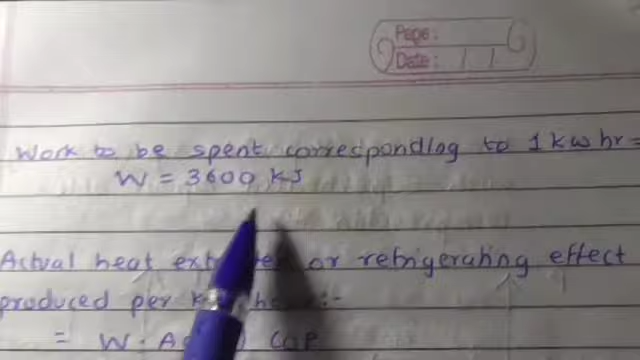 Page:
Date: / /
Work to be spent corresponding to 1 kw hr =
W = 3600 KJ
Actual heat or refrigerating effect
produced per :-
= W. COP